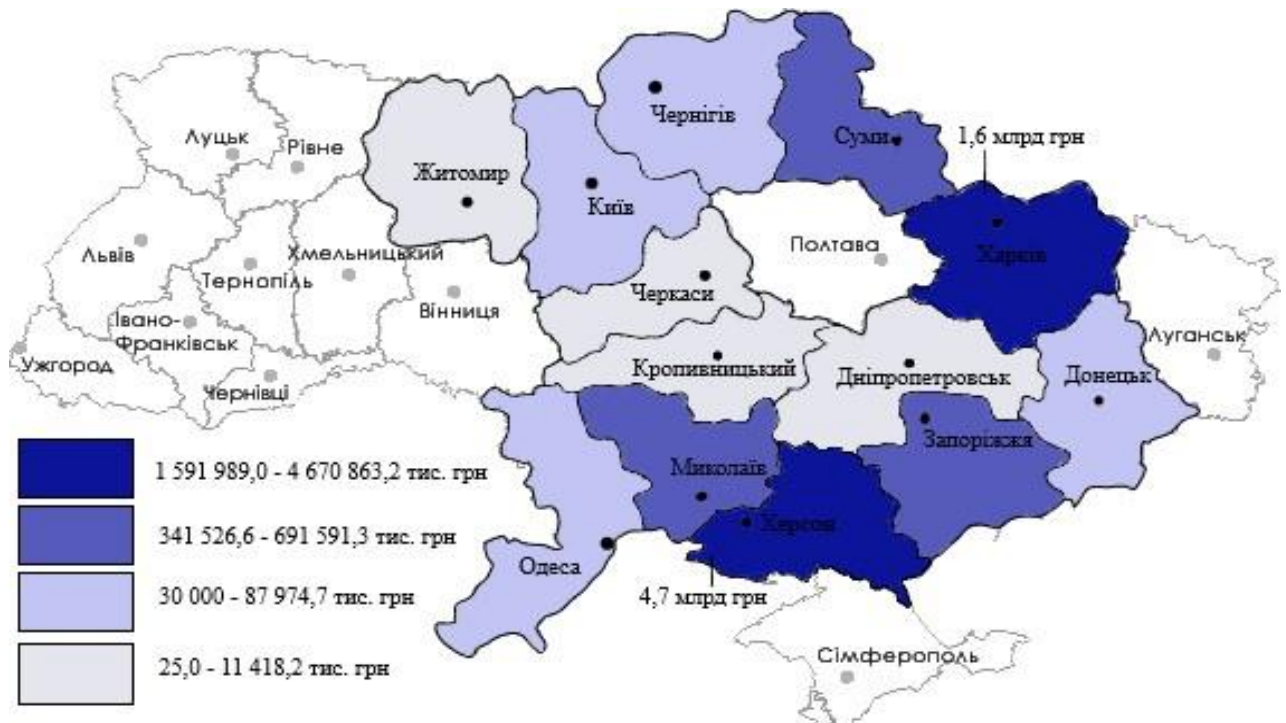 Чернігів
Суми
1,6 млрд грн
Луцьк
Рівне
Житомир
Київ
Харків
Полтава
Львів
Тернопіль
Хмельницький
Вінниця
Черкаси
Івано-
Франківськ
Луганськ
Ужгород
Чернівці
Кропивницький
Дніпропетровськ
Донецьк
Запоріжжя
1 591 989,0 - 4 670 863,2 тис. грн
Миколаїв
341 526,6 - 691 591,3 тис. грн
Херсон
Одеса
30 000 - 87 974,7 тис. грн
4,7 млрд грн
25,0 - 11 418,2 тис. грн
Сімферополь